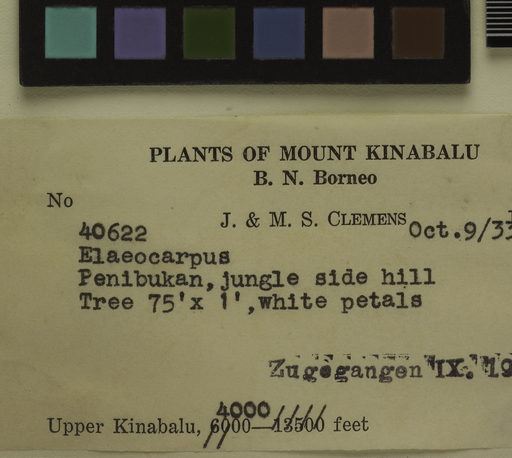 PLANTS OF MOUNT KINABALU
B. N. Borneo
No
J. & M. S. CLEMENS Oct.9/33
40622
Elaeocarpus
Penibukan, jungle side hill
Tree 75'x 1', white petals
Zugegangen IX. 19
4000
Upper Kinabalu, 6000—13500 feet